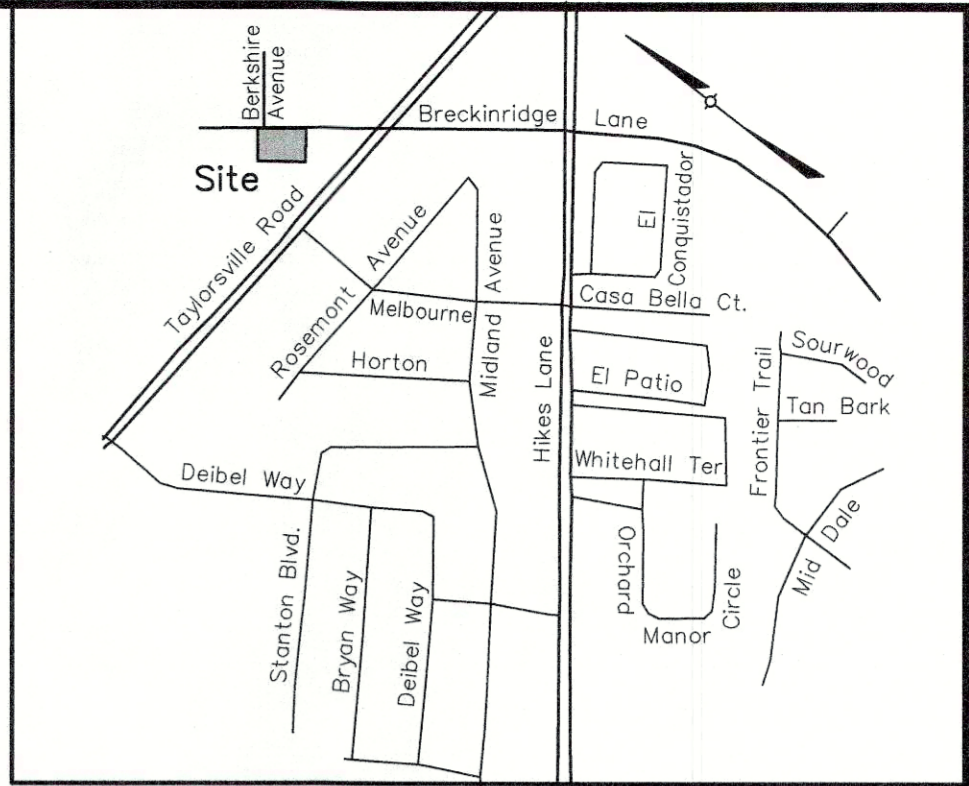 Berkshire
Avenue
Breckinridge Lane
Site
Taylorsville Road
Rosemont Avenue
Melbourne
Midland Avenue
Horton
Hikes Lane
El
Conquistador
Casa Bella Ct.
El Patio
Whitehall Ter.
Frontier Trail
Sourwood
Tan Bark
Mid Dale
Orchard
Manor
Circle
Deibel Way
Stanton Blvd.
Bryan Way
Deibel Way